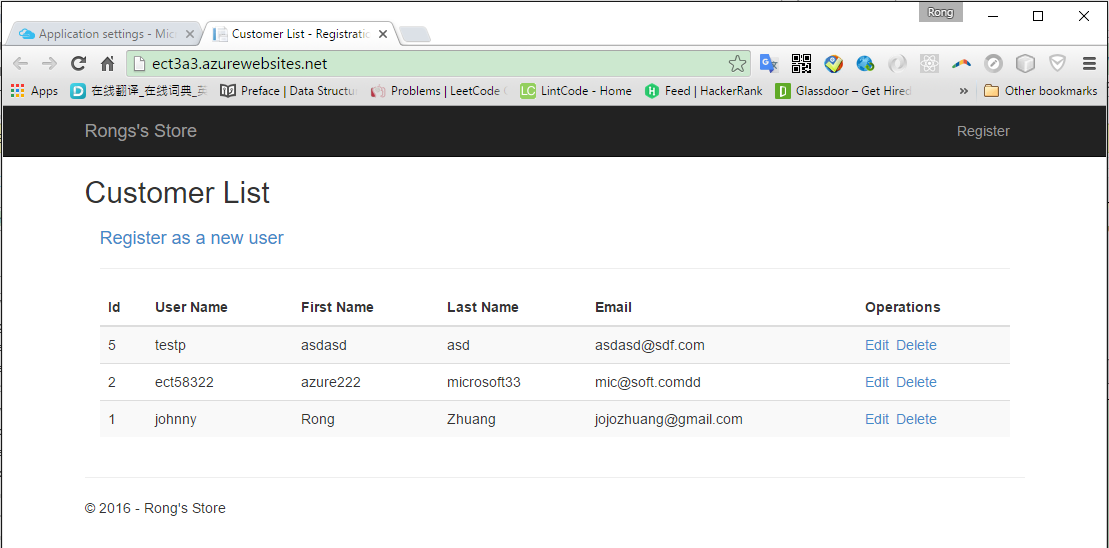 Rong
Application settings - Mic
Customer List - Registratio
ect3a3.azurewebsites.net
Apps 在线翻译_在线词典_英 Preface | Data Structu Problems | LeetCode LintCode - Home Feed | HackerRank Glassdoor – Get Hired » Other bookmarks
Rongs's Store Register
Customer List
Register as a new user
Id User Name First Name Last Name Email Operations
5 testp asdasd asd asdasd@sdf.com Edit Delete
2 ect58322 azure222 microsoft33 mic@soft.comdd Edit Delete
1 johnny Rong Zhuang jojozhuang@gmail.com Edit Delete
© 2016 - Rong's Store